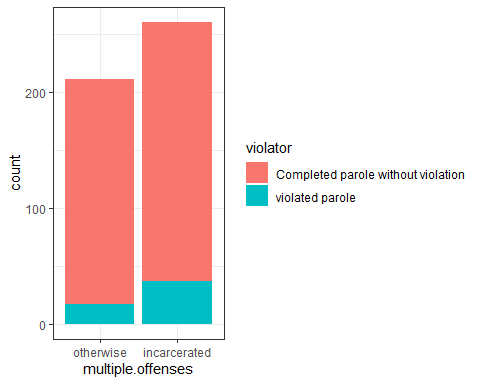 count
200
100
0
otherwise incarcerated
multiple.offenses
violator
Completed parole without violation
violated parole